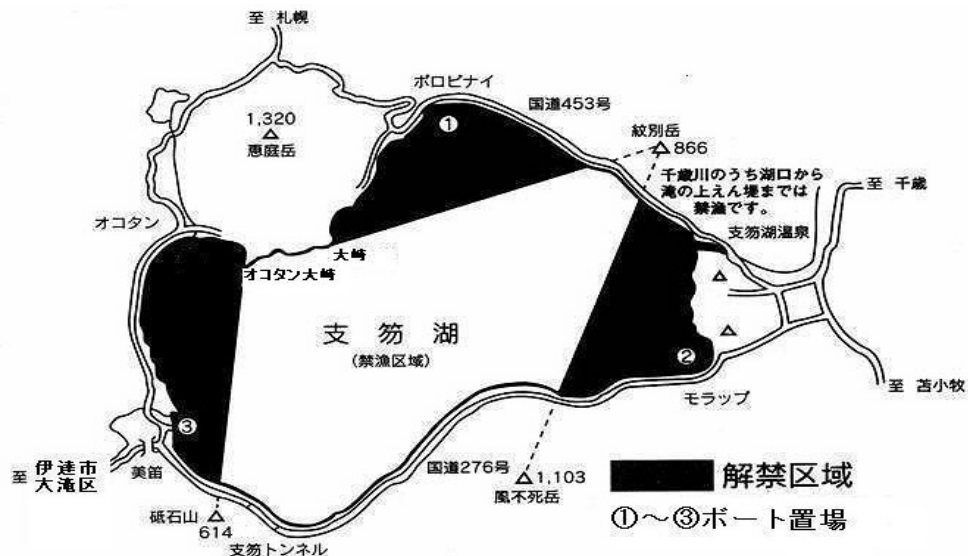 至 札幌
ポロピナイ
国道453号
①
1,320
恵庭岳
紋別岳
866
千歳川のうち湖口から
滝の上えん堤までは
禁漁です。
至 千歳
支笏湖温泉
オコタン
大崎
オコタン大崎
支笏湖
(禁漁区域)
②
モラップ
至 苫小牧
③
美笛
至 伊達市
大滝区
国道276号
1,103
風不死岳
砥石山
614
支笏トンネル
解禁区域
①～③ボート置場